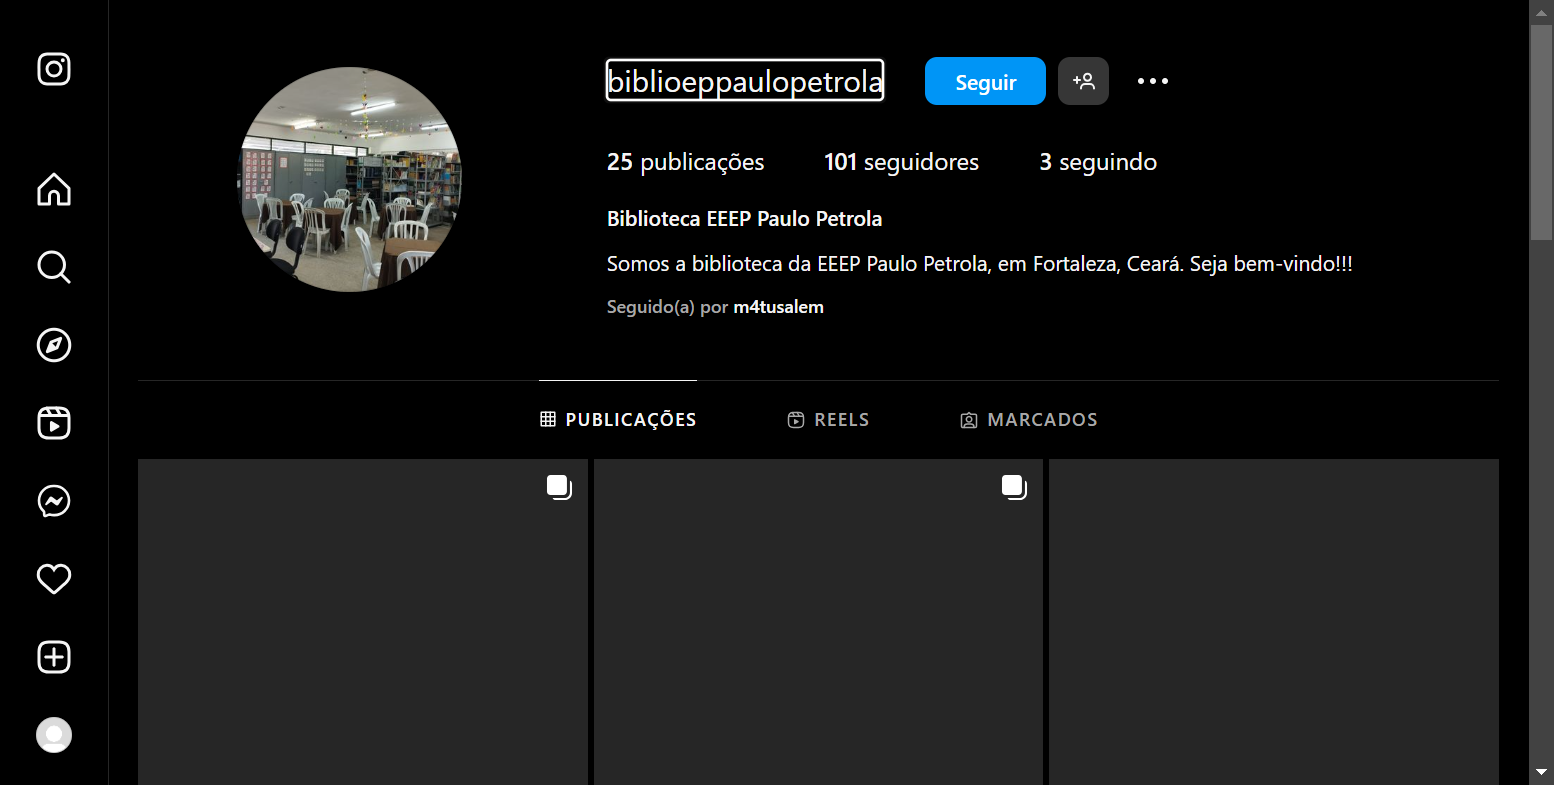 biblioeppaulopetrola
Seguir
25 publicações 101 seguidores 3 seguindo
Biblioteca EEEP Paulo Petrola
Somos a biblioteca da EEEP Paulo Petrola, em Fortaleza, Ceará. Seja bem-vindo!!!
Seguido(a) por m4tusalem
PUBLICAÇÕES REELS MARCADOS